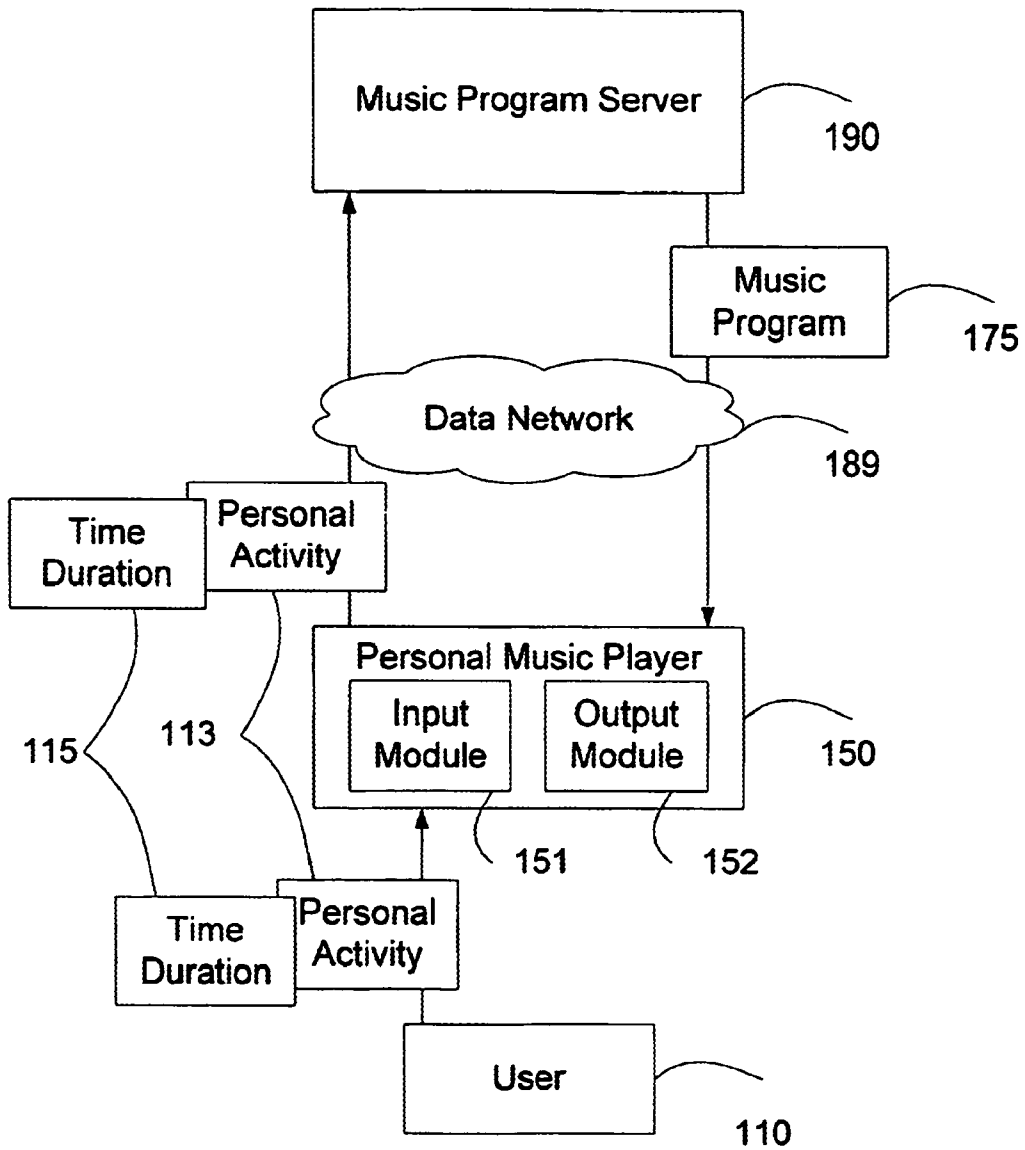 Music Program Server
190
Music
Program
175
Data Network
189
Personal
Activity
Time
Duration
Personal Music Player
Input
Module
Output
Module
115
113
150
151
152
Personal
Activity
Time
Duration
User
110